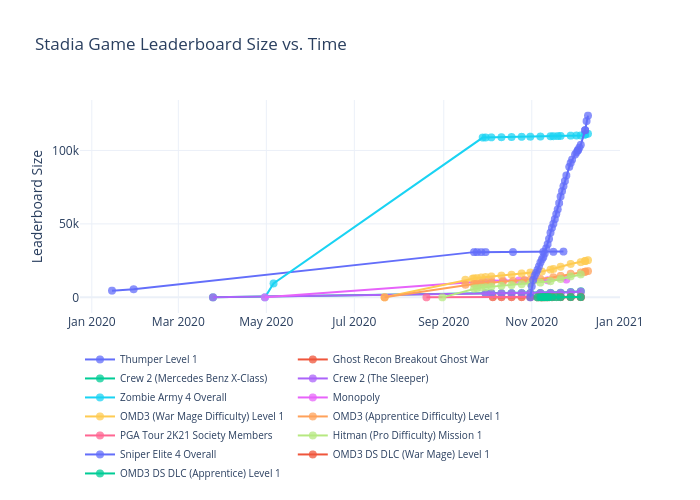 Stadia Game Leaderboard Size vs. Time
Leaderboard Size
100k
50k
0
Jan 2020 Mar 2020 May 2020 Jul 2020 Sep 2020 Nov 2020 Jan 2021
Thumper Level 1 Ghost Recon Breakout Ghost War
Crew 2 (Mercedes Benz X-Class) Crew 2 (The Sleeper)
Zombie Army 4 Overall Monopoly
OMD3 (War Mage Difficulty) Level 1 OMD3 (Apprentice Difficulty) Level 1
PGA Tour 2K21 Society Members Hitman (Pro Difficulty) Mission 1
Sniper Elite 4 Overall OMD3 DS DLC (War Mage) Level 1
OMD3 DS DLC (Apprentice) Level 1